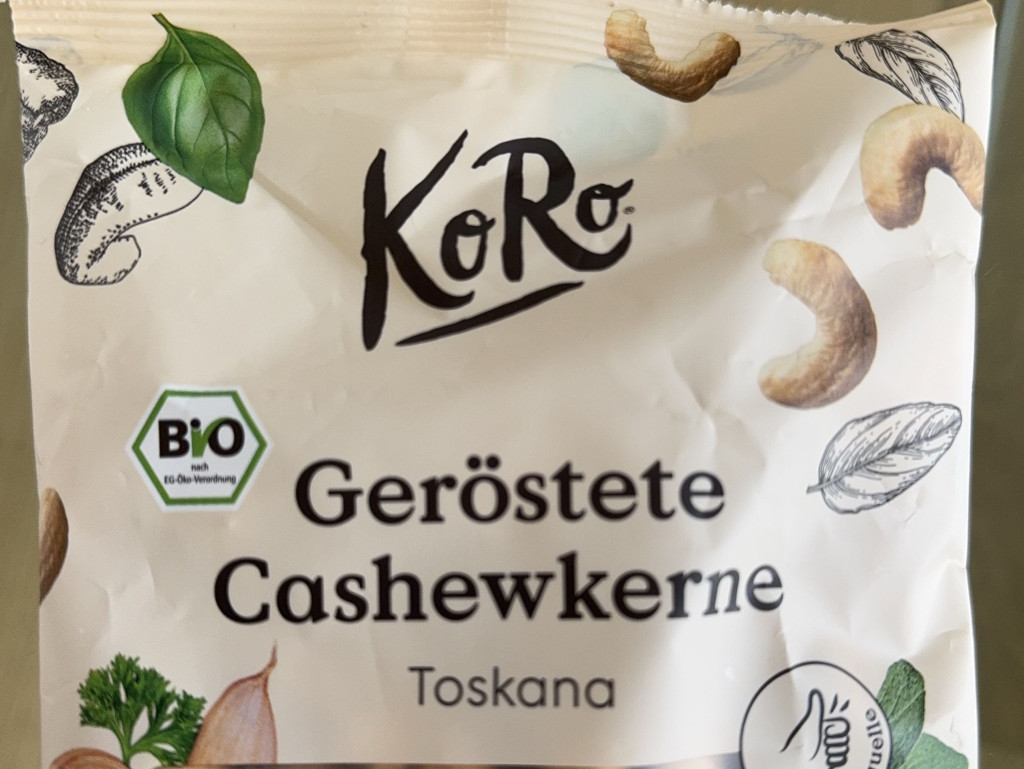 KoRo
BiO
nach
EG-Öko-Verordnung
Geröstete
Cashewkerne
Toskana